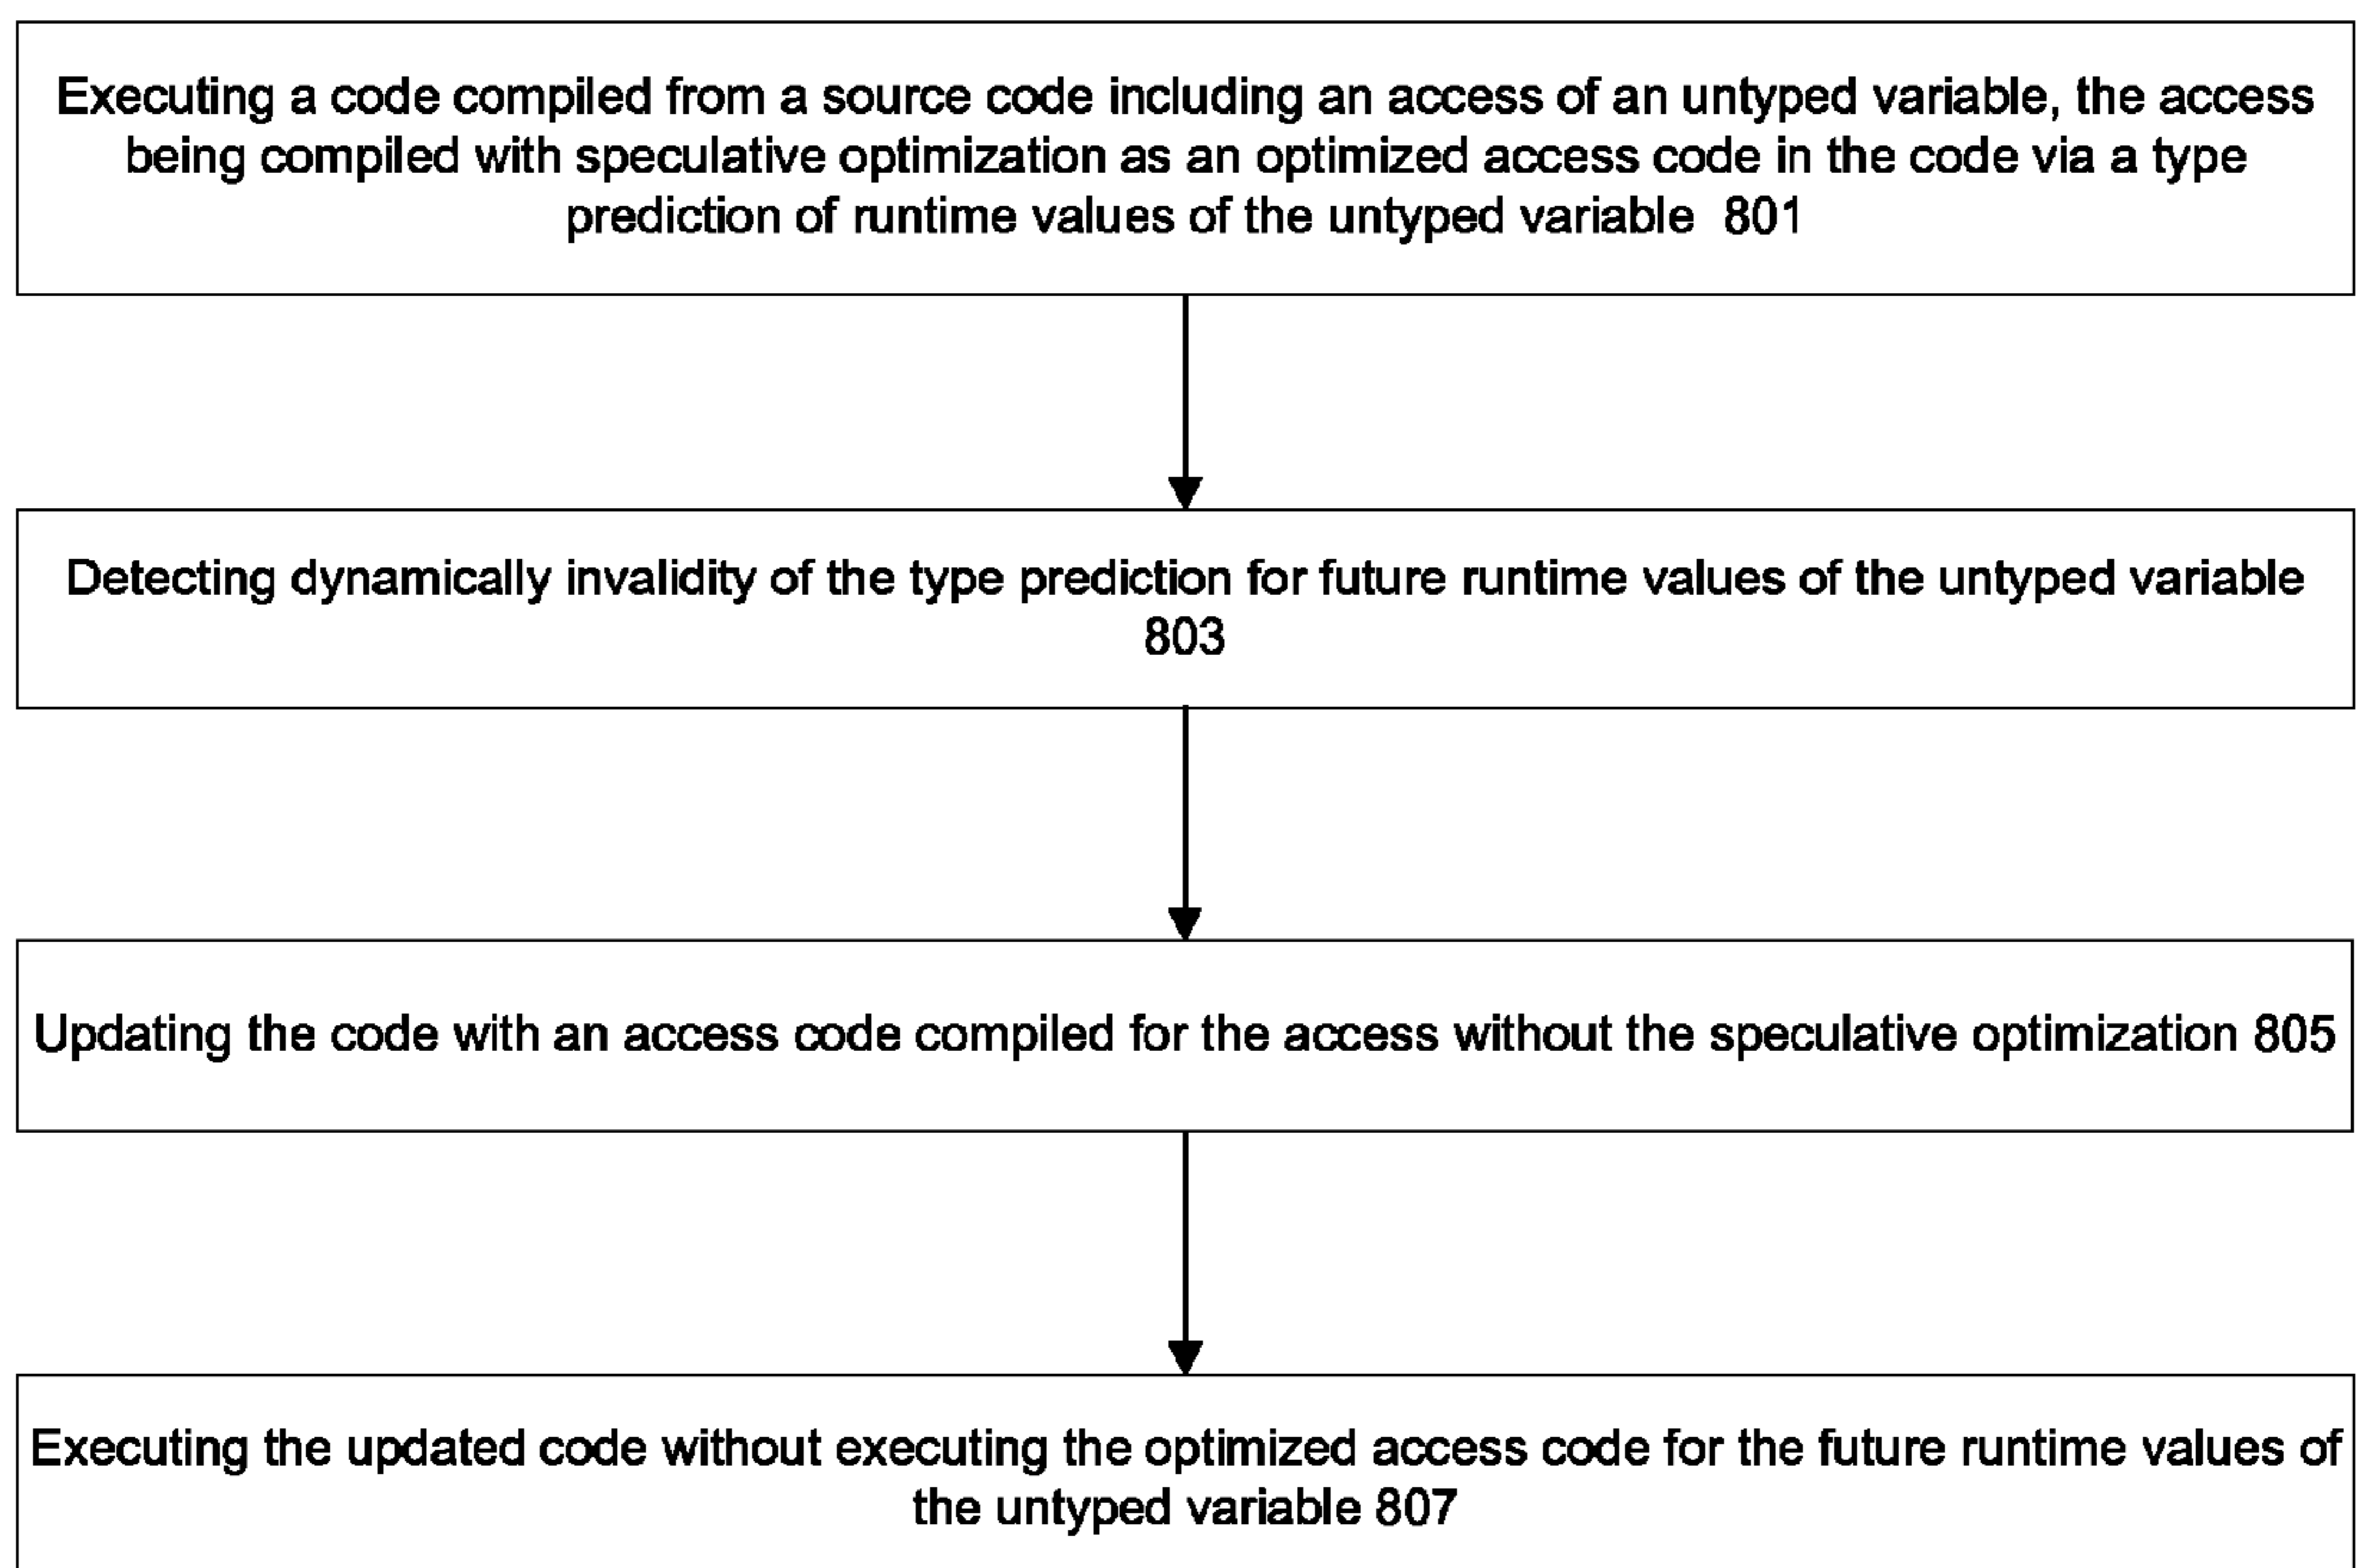 Executing a code compiled from a source code including an access of an untyped variable, the access
being compiled with speculative optimization as an optimized access code in the code via a type
prediction of runtime values of the untyped variable 801
Detecting dynamically invalidity of the type prediction for future runtime values of the untyped variable
803
Updating the code with an access code compiled for the access without the speculative optimization 805
Executing the updated code without executing the optimized access code for the future runtime values of
the untyped variable 807